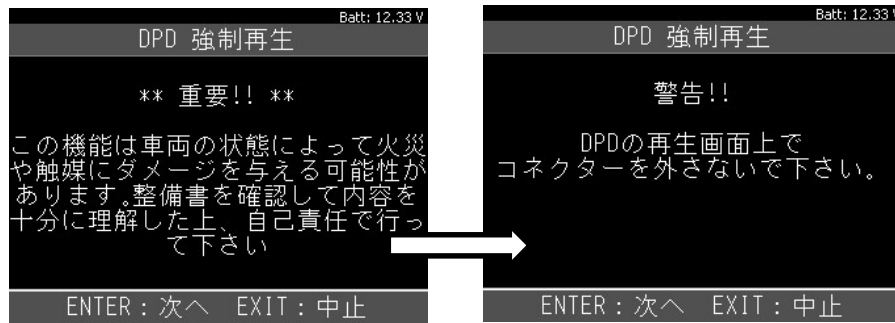 Batt: 12.33 V
DPD 強制再生
** 重要!! **
この機能は車両の状態によって火災
や触媒にダメージを与える可能性が
あります。整備書を確認して内容を
十分に理解した上、自己責任で行っ
て下さい
ENTER：次へ EXIT：中止
Batt: 12.33 V
DPD 強制再生
警告!!
DPDの再生画面上で
コネクターを外さないで下さい。
ENTER：次へ EXIT：中止